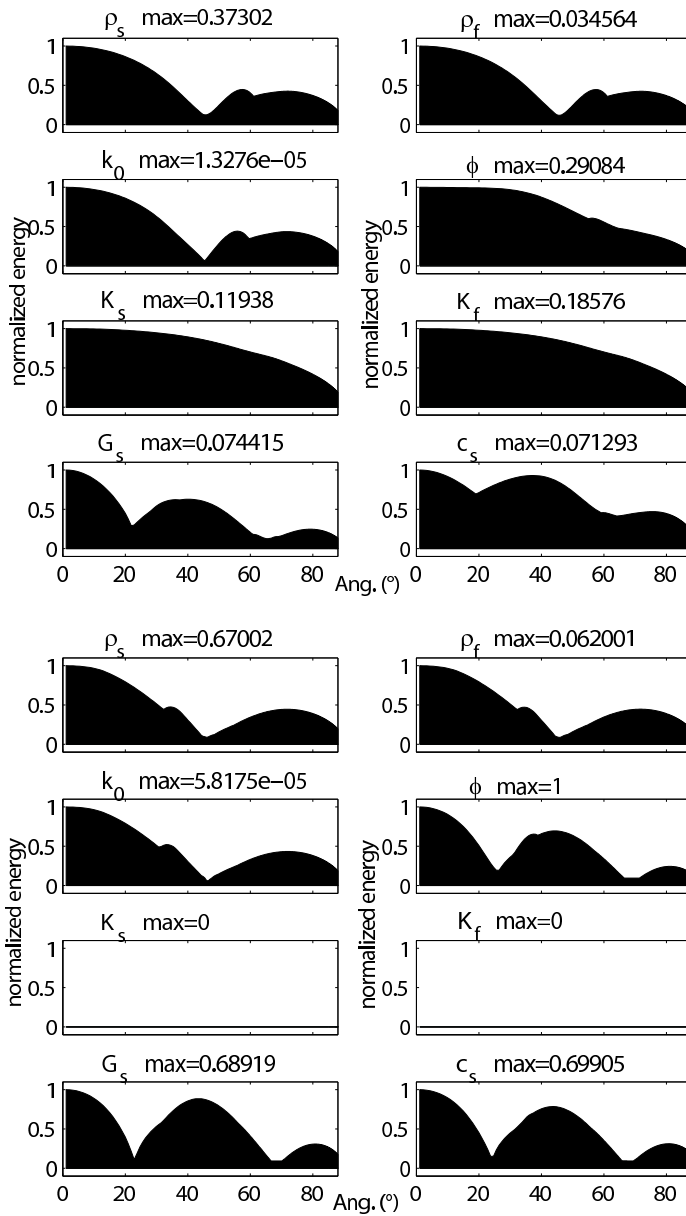 ρs max=0.37302
ρf max=0.034564
1
0.5
0
1
0.5
0
k0 max=1.3276e−05
ϕ max=0.29084
1
0.5
0
1
0.5
0
normalized energy
normalized energy
Ks max=0.11938
Kf max=0.18576
1
0.5
0
1
0.5
0
Gs max=0.074415
cs max=0.071293
1
0.5
0
1
0.5
0
0 20 40 60 80
0 20 40 60 80
Ang. (°)
ρs max=0.67002
ρf max=0.062001
1
0.5
0
1
0.5
0
k0 max=5.8175e−05
ϕ max=1
1
0.5
0
1
0.5
0
normalized energy
normalized energy
Ks max=0
Kf max=0
1
0.5
0
1
0.5
0
Gs max=0.68919
cs max=0.69905
1
0.5
0
1
0.5
0
0 20 40 60 80
0 20 40 60 80
Ang. (°)